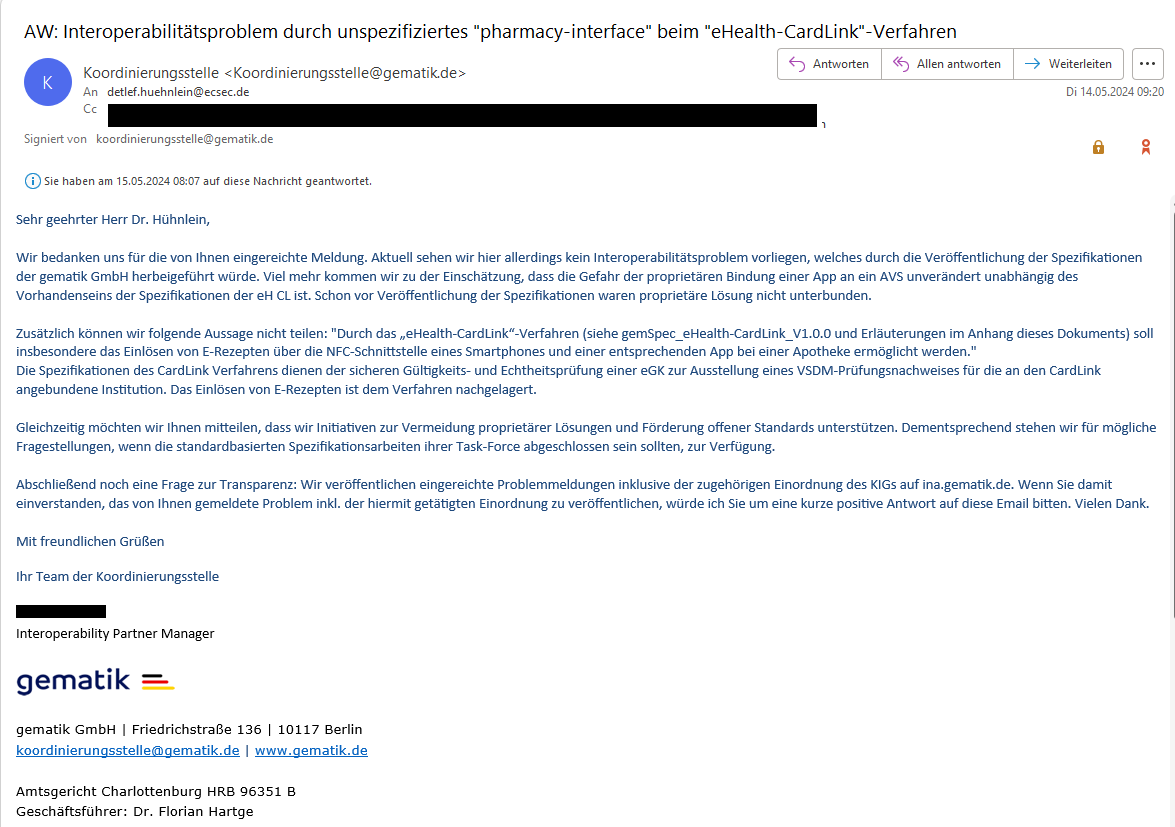 AW: Interoperabilitätsproblem durch unspezifiziertes "pharmacy-interface" beim "eHealth-CardLink"-Verfahren
K
Koordinierungsstelle <Koordinierungsstelle@gematik.de>
An detlef.huehnlein@ecsec.de
Cc
Antworten
Allen antworten
Weiterleiten
Di 14.05.2024 09:20
Signiert von koordinierungsstelle@gematik.de
Sie haben am 15.05.2024 08:07 auf diese Nachricht geantwortet.
Sehr geehrter Herr Dr. Hühnlein,
Wir bedanken uns für die von Ihnen eingereichte Meldung. Aktuell sehen wir hier allerdings kein Interoperabilitätsproblem vorliegen, welches durch die Veröffentlichung der Spezifikationen
der gematik GmbH herbeigeführt würde. Viel mehr kommen wir zu der Einschätzung, dass die Gefahr der proprietären Bindung einer App an ein AVS unverändert unabhängig des
Vorhandenseins der Spezifikationen der eH CL ist. Schon vor Veröffentlichung der Spezifikationen waren proprietäre Lösung nicht unterbunden.
Zusätzlich können wir folgende Aussage nicht teilen: "Durch das „eHealth-CardLink“-Verfahren (siehe gemSpec_eHealth-CardLink_V1.0.0 und Erläuterungen im Anhang dieses Dokuments) soll
insbesondere das Einlösen von E-Rezepten über die NFC-Schnittstelle eines Smartphones und einer entsprechenden App bei einer Apotheke ermöglicht werden."
Die Spezifikationen des CardLink Verfahrens dienen der sicheren Gültigkeits- und Echtheitsprüfung einer eGK zur Ausstellung eines VSDM-Prüfungsnachweises für die an den CardLink
angebundene Institution. Das Einlösen von E-Rezepten ist dem Verfahren nachgelagert.
Gleichzeitig möchten wir Ihnen mitteilen, dass wir Initiativen zur Vermeidung proprietärer Lösungen und Förderung offener Standards unterstützen. Dementsprechend stehen wir für mögliche
Fragestellungen, wenn die standardbasierten Spezifikationsarbeiten ihrer Task-Force abgeschlossen sein sollten, zur Verfügung.
Abschließend noch eine Frage zur Transparenz: Wir veröffentlichen eingereichte Problemmeldungen inklusive der zugehörigen Einordnung des KIGs auf ina.gematik.de. Wenn Sie damit
einverstanden, das von Ihnen gemeldete Problem inkl. der hiermit getätigten Einordnung zu veröffentlichen, würde ich Sie um eine kurze positive Antwort auf diese Email bitten. Vielen Dank.
Mit freundlichen Grüßen
Ihr Team der Koordinierungsstelle
Interoperability Partner Manager
gematik
gematik GmbH | Friedrichstraße 136 | 10117 Berlin
koordinierungsstelle@gematik.de | www.gematik.de
Amtsgericht Charlottenburg HRB 96351 B
Geschäftsführer: Dr. Florian Hartge